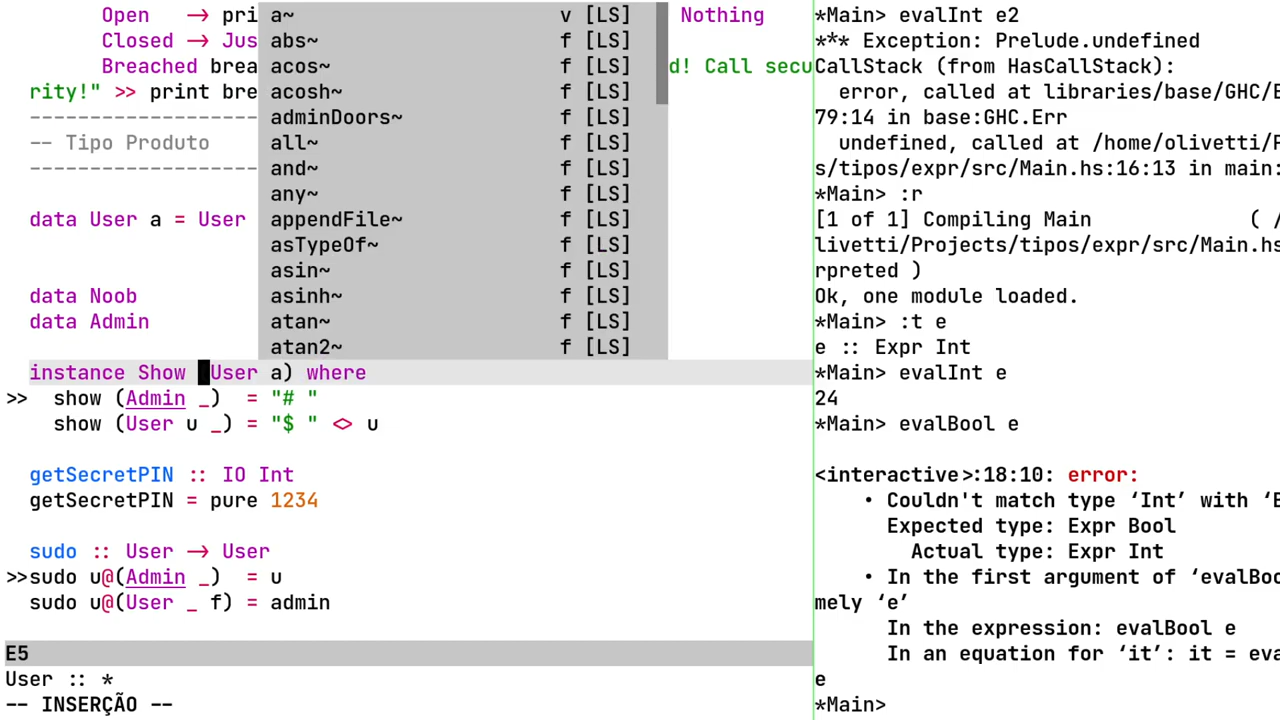 Open -> pri
Closed -> Jus
Breached brea
d! Call secu
rity!" >> print bre
--------------------
-- Tipo Produto
--------------------
data User a = User
data Noob
data Admin
instance Show (User a) where
>> show (Admin _) = "# "
show (User u _) = "$ " <> u
getSecretPIN :: IO Int
getSecretPIN = pure 1234
sudo :: User -> User
>>sudo u@(Admin _) = u
sudo u@(User _ f) = admin
E5
User :: *
-- INSERÇÃO --
a~ v [LS]
abs~ f [LS]
acos~ f [LS]
acosh~ f [LS]
adminDoors~ f [LS]
all~ f [LS]
and~ f [LS]
any~ f [LS]
appendFile~ f [LS]
asTypeOf~ f [LS]
asin~ f [LS]
asinh~ f [LS]
atan~ f [LS]
atan2~ f [LS]
Nothing
*Main> evalInt e2
*** Exception: Prelude.undefined
CallStack (from HasCallStack):
error, called at libraries/base/GHC/E
79:14 in base:GHC.Err
undefined, called at /home/olivetti/P
s/tipos/expr/src/Main.hs:16:13 in main:
*Main> :r
[1 of 1] Compiling Main ( /
livetti/Projects/tipos/expr/src/Main.hs
rpreted )
Ok, one module loaded.
*Main> :t e
e :: Expr Int
*Main> evalInt e
24
*Main> evalBool e
<interactive>:18:10: error:
• Couldn't match type ‘Int’ with ‘B
Expected type: Expr Bool
Actual type: Expr Int
• In the first argument of ‘evalBoo
mely ‘e’
In the expression: evalBool e
In an equation for ‘it’: it = eva
e
*Main>